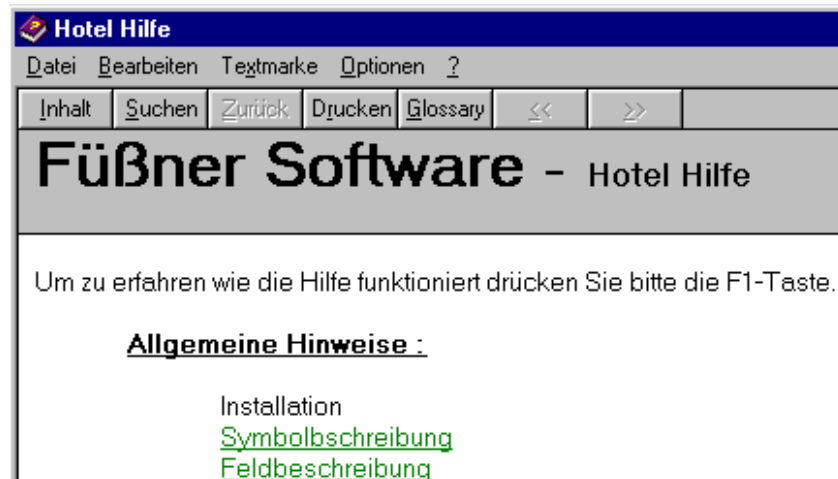 Hotel Hilfe
Datei Bearbeiten Textmarke Optionen ?
Inhalt Suchen Zurück Drucken Glossary << >>
Füßner Software - Hotel Hilfe
Um zu erfahren wie die Hilfe funktioniert drücken Sie bitte die F1-Taste.
Allgemeine Hinweise :
Installation
Symbolbschreibung
Feldbeschreibung